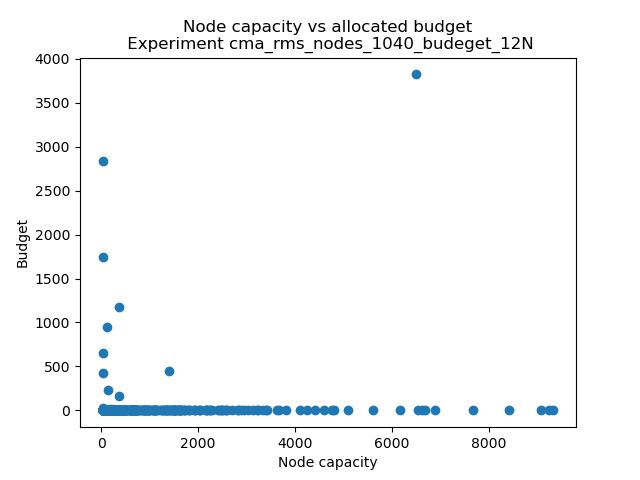 Node capacity vs allocated budget
Experiment cma_rms_nodes_1040_budeget_12N
4000
3500
3000
2500
2000
1500
1000
500
0
Budget
0 2000 4000 6000 8000
Node capacity